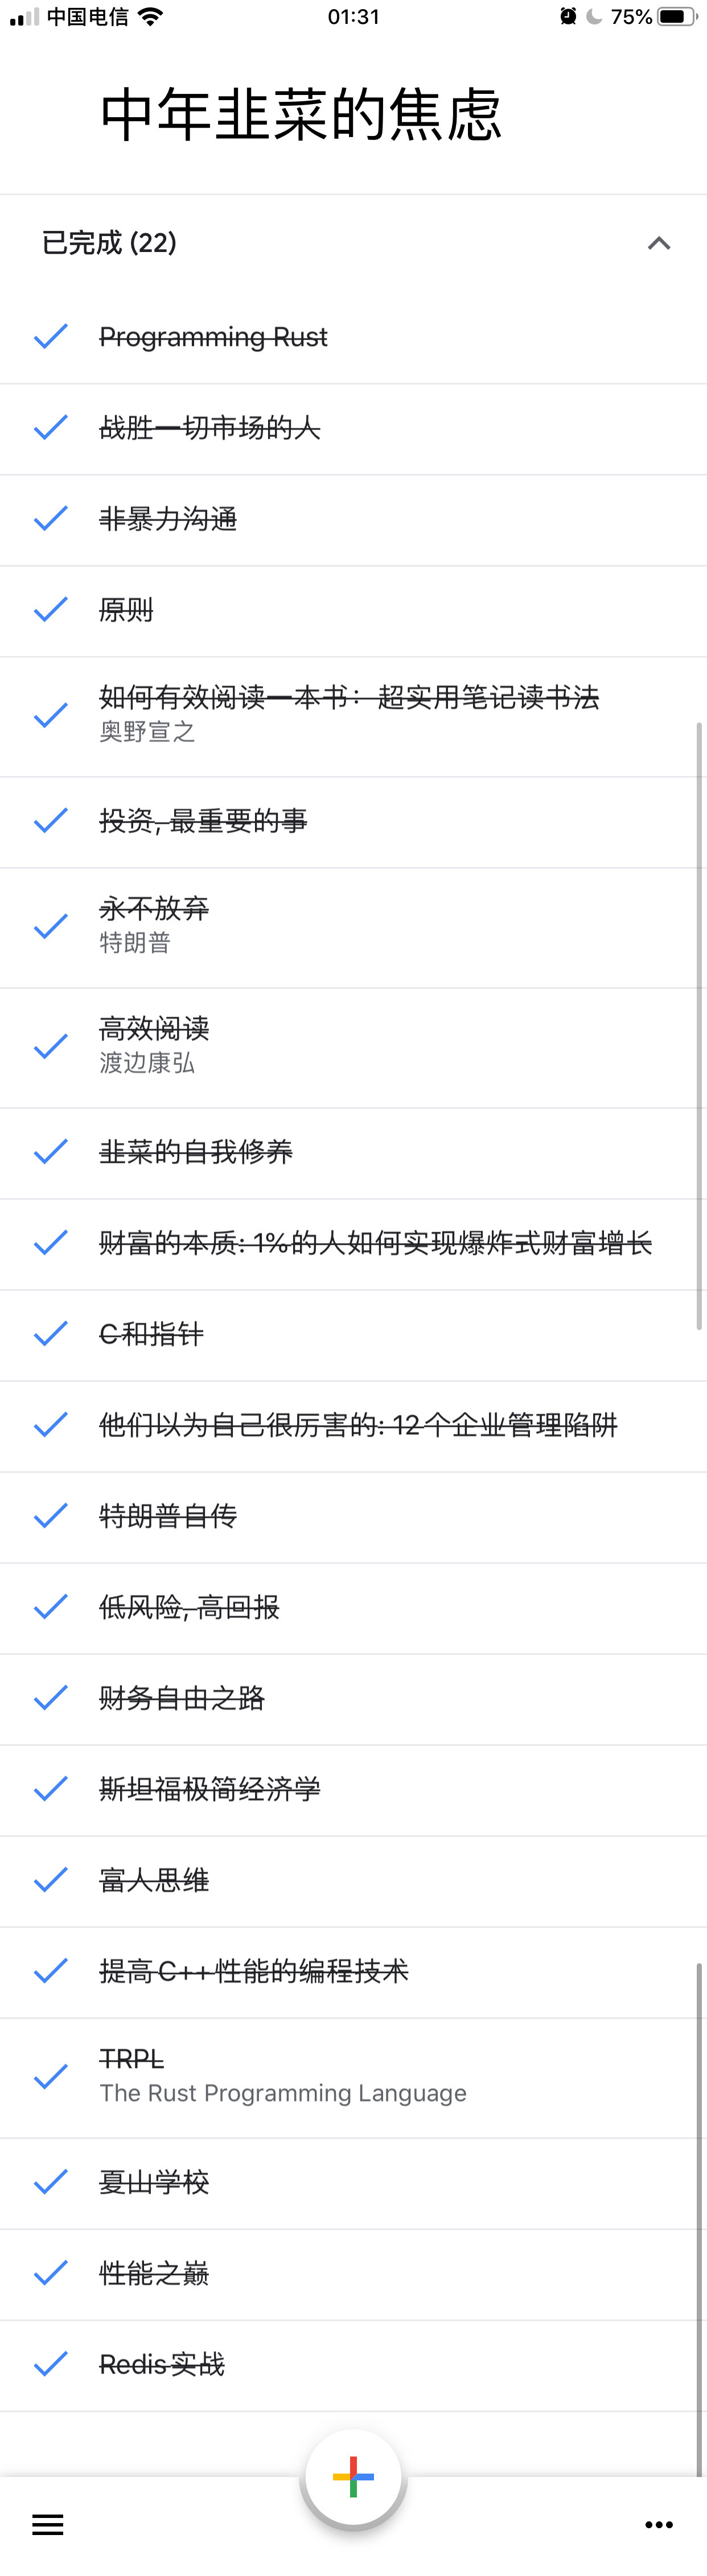 中国电信 01:31 75%
中年韭菜的焦虑
已完成 (22)
Programming Rust
战胜一切市场的人
非暴力沟通
原则
如何有效阅读一本书：超实用笔记读书法
奥野宣之
投资, 最重要的事
永不放弃
特朗普
高效阅读
渡边康弘
韭菜的自我修养
财富的本质: 1%的人如何实现爆炸式财富增长
C和指针
他们以为自己很厉害的: 12个企业管理陷阱
特朗普自传
低风险, 高回报
财务自由之路
斯坦福极简经济学
富人思维
提高C++性能的编程技术
TRPL
The Rust Programming Language
夏山学校
性能之巅
Redis实战